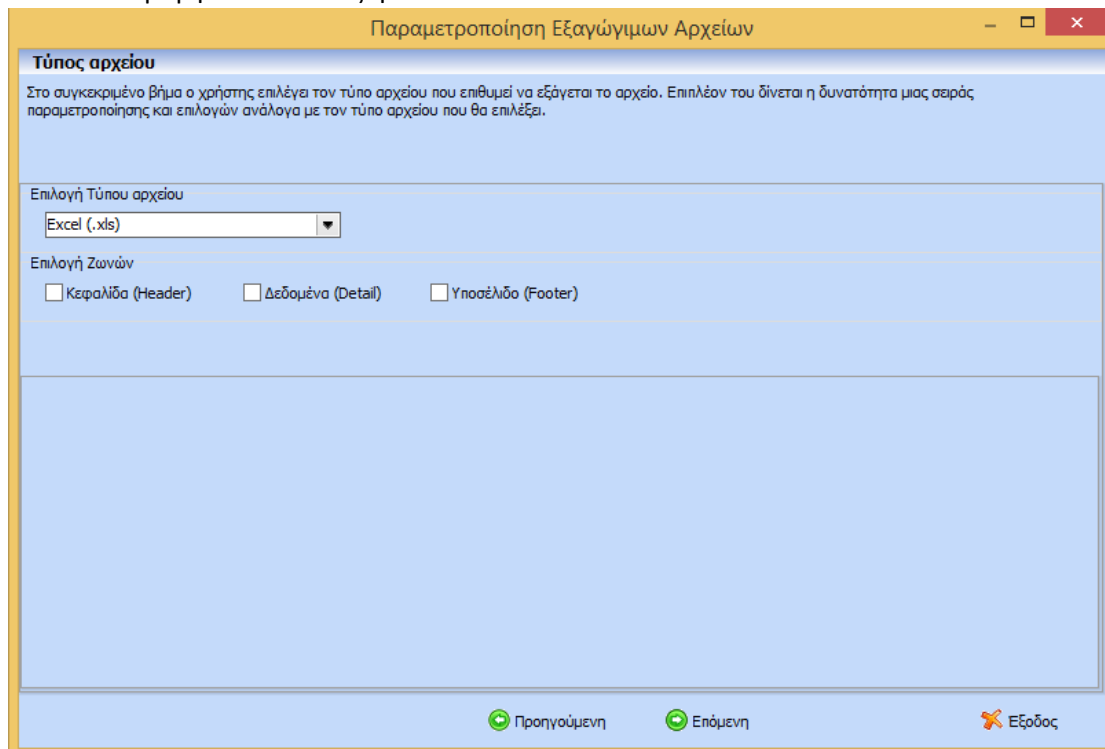 Παραμετροποίηση Εξαγώγιμων Αρχείων
Τύπος αρχείου
Στο συγκεκριμένο βήμα ο χρήστης επιλέγει τον τύπο αρχείου που επιθυμεί να εξάγεται το αρχείο. Επιπλέον του δίνεται η δυνατότητα μιας σειράς
παραμετροποίησης και επιλογών ανάλογα με τον τύπο αρχείου που θα επιλέξει.
Επιλογή Τύπου αρχείου
Excel (.xls)
Επιλογή Ζωνών
Κεφαλίδα (Header) Δεδομένα (Detail) Υποσέλιδο (Footer)
Προηγούμενη Επόμενη Έξοδος